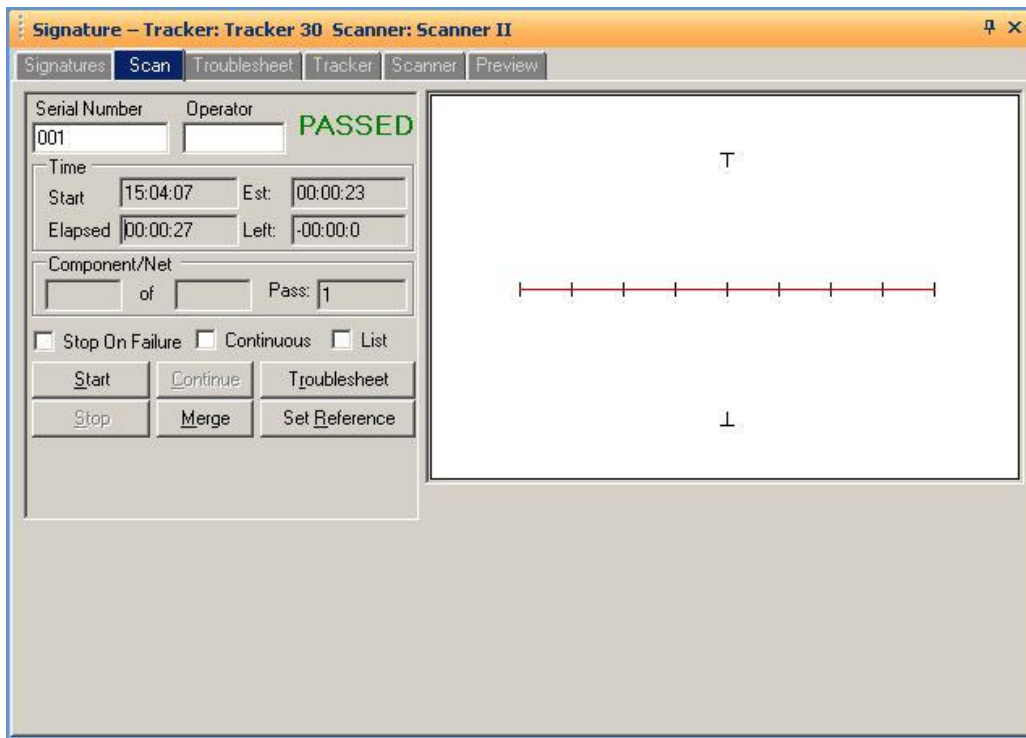 Signature – Tracker: Tracker 30 Scanner: Scanner II
Signatures Scan Troublesheet Tracker Scanner Preview
Serial Number Operator
001
PASSED
Time
Start 15:04:07 Est: 00:00:23
Elapsed 00:00:27 Left: -00:00:0
Component/Net
of Pass: 1
Stop On Failure Continuous List
Start Continue Troublesheet
Stop Merge Set Reference